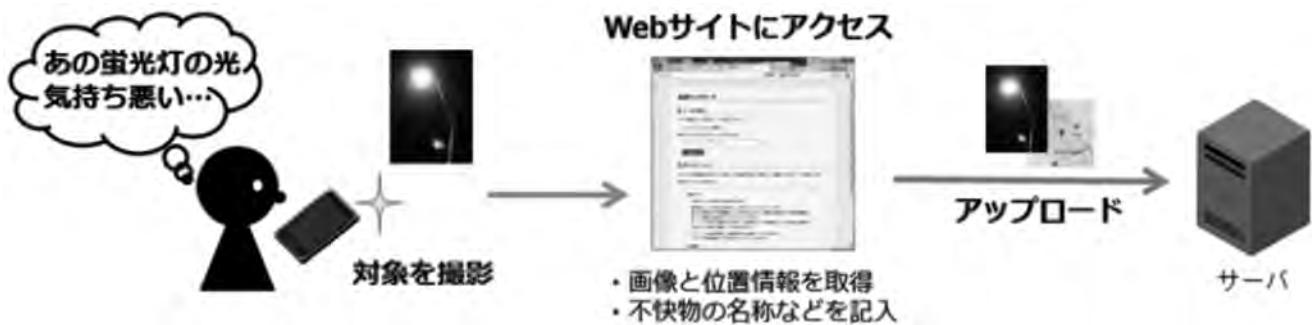 あの蛍光灯の光
気持ち悪い…
対象を撮影
Webサイトにアクセス
・画像と位置情報を取得
・不快物の名称などを記入
アップロード
サーバ